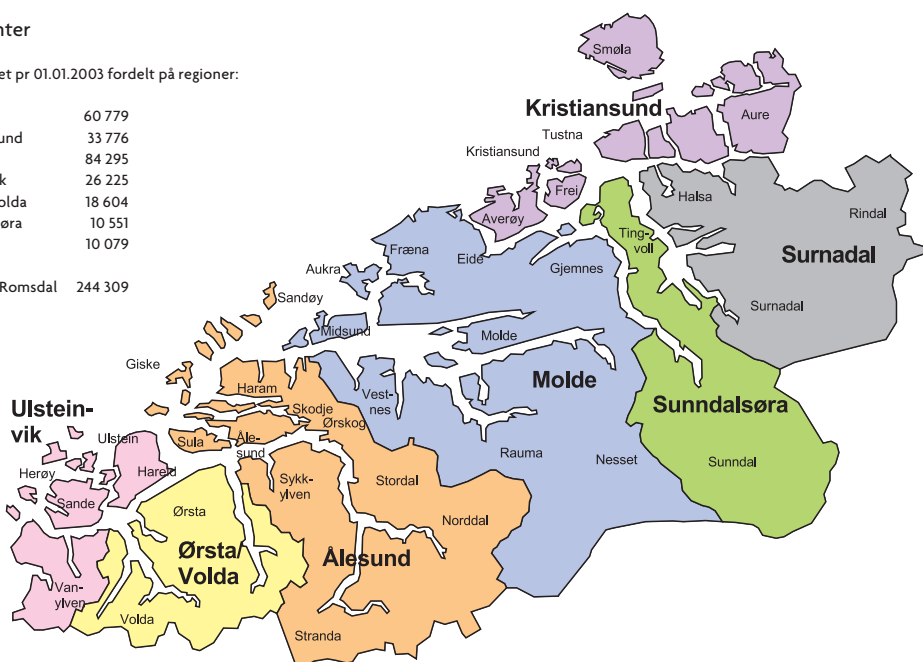 nter
et pr 01.01.2003 fordelt på regioner:
60 779
und 33 776
84 295
k 26 225
olda 18 604
øra 10 551
10 079
Romsdal 244 309
Smøla
Kristiansund
Tustna
Aure
Kristiansund
Frei
Averøy
Halsa
Rindal
Ting-
voll
Surnadal
Surnadal
Fræna
Eide
Gjemnes
Aukra
Sandøy
Midsund
Molde
Giske
Haram
Vest-
nes
Molde
Sunndalsøra
Skodje
Ørskog
Ulstein-
vik
Ulstein
Sula
Åle-
sund
Rauma
Nesset
Sunndal
Herøy
Hareid
Sande
Sykk-
ylven
Stordal
Ørsta
Norddal
Ørsta/
Volda
Ålesund
Van-
ylven
Volda
Stranda